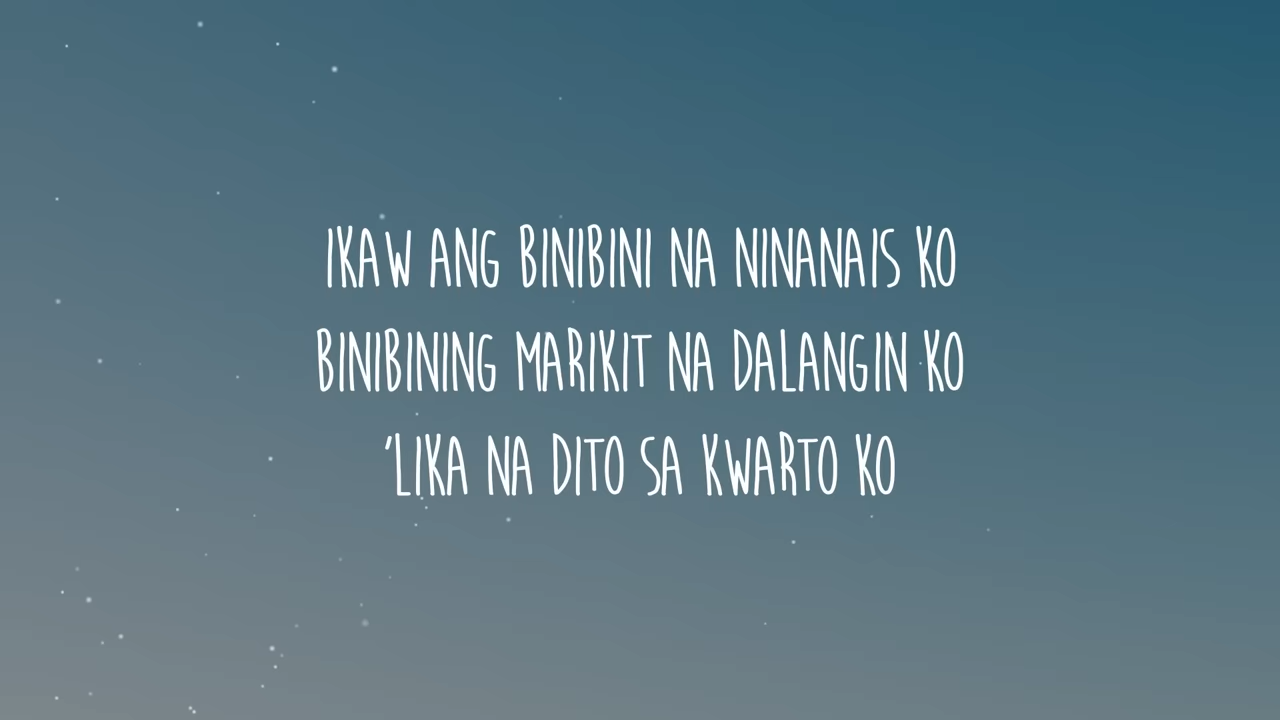 IKAW ANG BINIBINI NA NINANAIS KO
BINIBINING MARIKIT NA DALANGIN KO
'LIKA NA DITO SA KWARTO KO